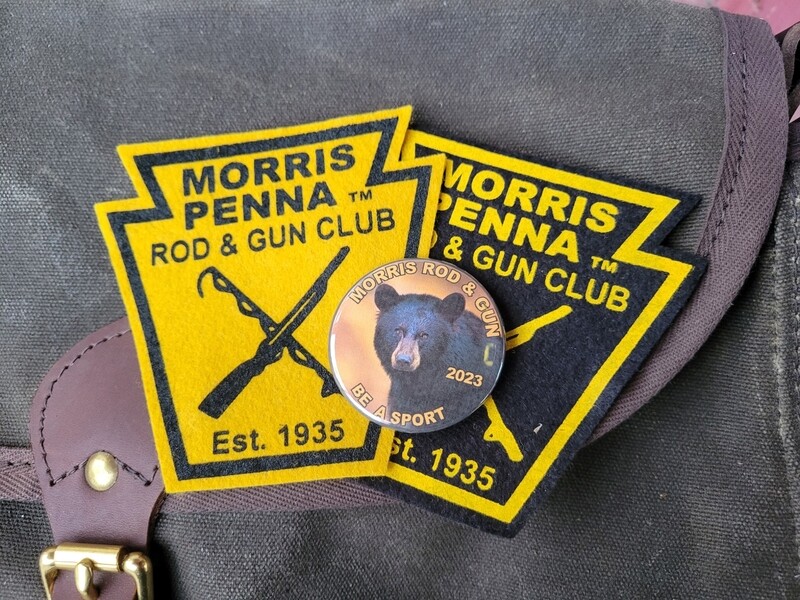 MORRIS
PENNA™
ROD & GUN CLUB
Est. 1935
MORRIS
PENNA™
& GUN CLUB
st. 1935
MORRIS ROD & GUN
2023
BE A SPORT